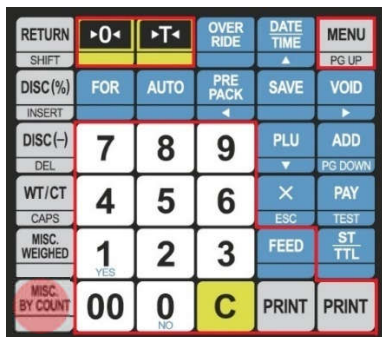 RETURN ►0◄ ►T◄ OVER RIDE DATE TIME MENU
SHIFT ▲ PG UP
DISC(%) FOR AUTO PRE PACK SAVE VOID
INSERT ◄ ►
DISC(–) 7 8 9 PLU ADD
DEL ▼ PG DOWN
WT/CT 4 5 6 × PAY
CAPS ESC TEST
MISC. WEIGHED 1 2 3 FEED ST TTL
YES
MISC. BY COUNT 00 0 C PRINT PRINT
NO